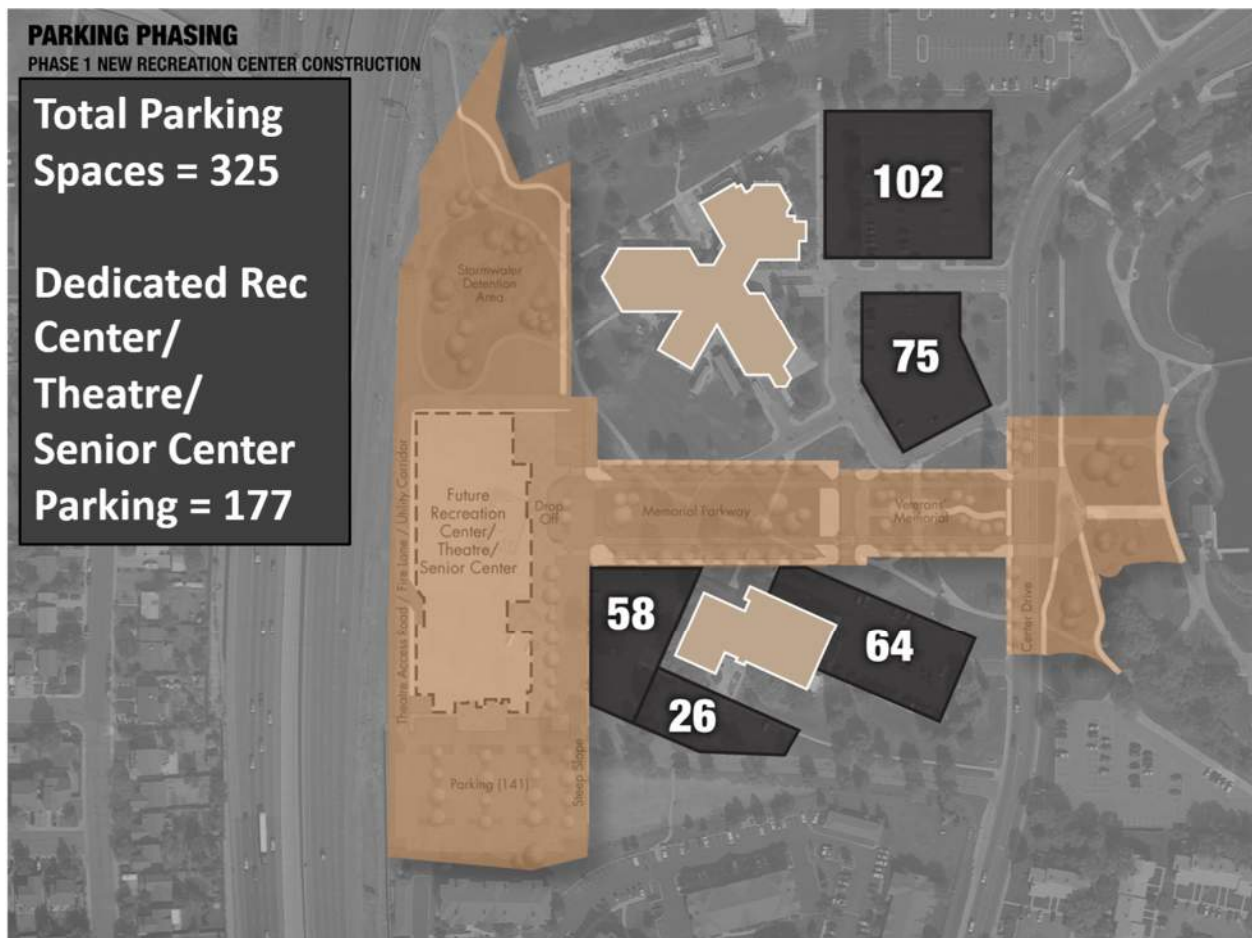 PARKING PHASING
PHASE 1 NEW RECREATION CENTER CONSTRUCTION
Total Parking
Spaces = 325
Dedicated Rec
Center/
Theatre/
Senior Center
Parking = 177
102
Stormwater
Detention
Area
75
Theatre Access Road / Fire Lane / Utility Corridor
Future
Recreation
Center/
Theatre/
Senior Center
Drop
Off
Memorial Parkway
Veterans'
Memorial
58
64
26
Center Drive
Steep Slope
Parking (141)